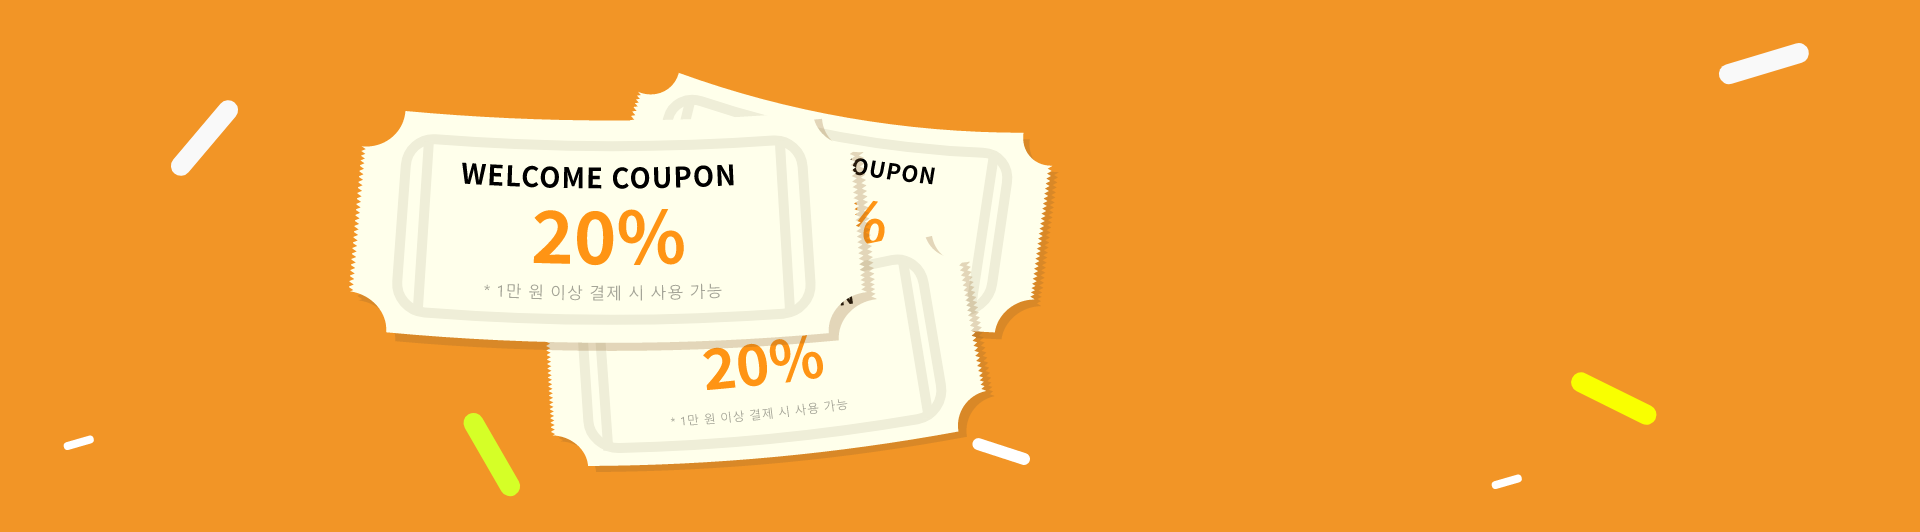 WELCOME COUPON
20%
* 1만 원 이상 결제 시 사용 가능
OUPON
%
N
20%
* 1만 원 이상 결제 시 사용 가능